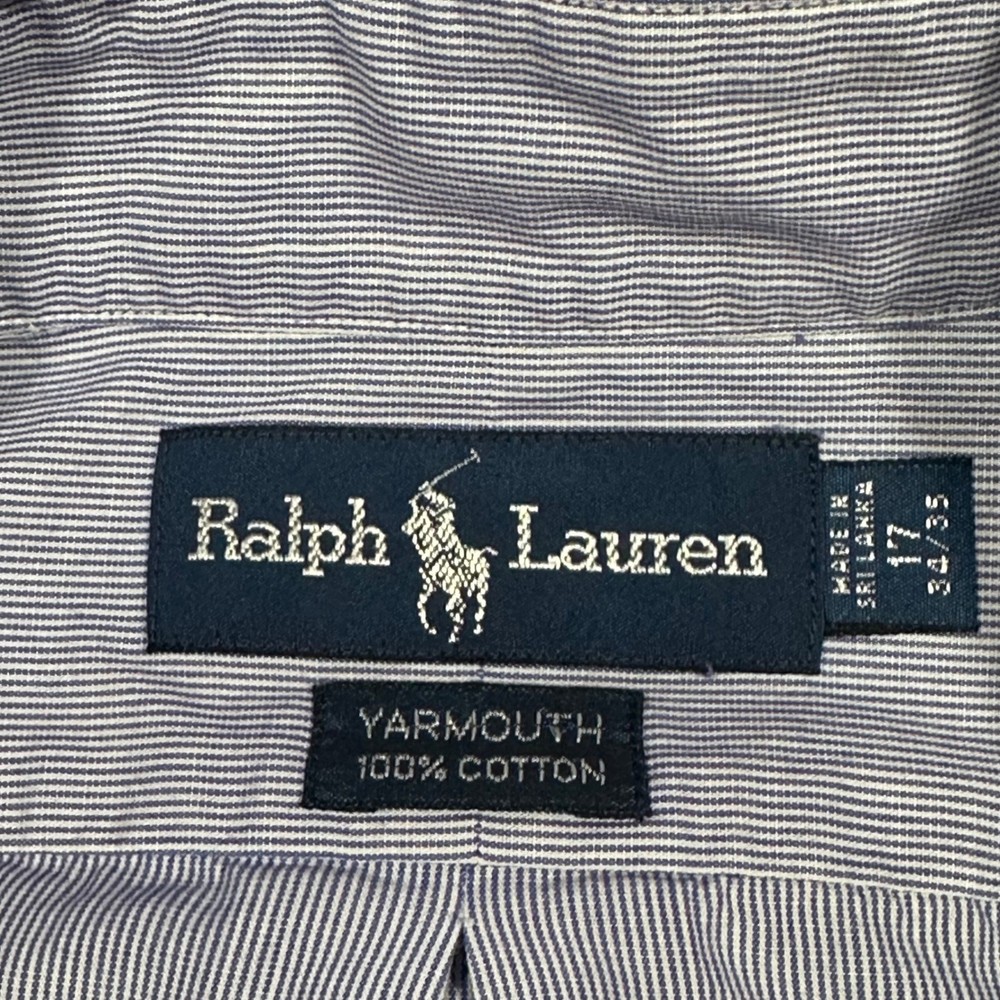 Ralph Lauren
MADE IN
SRI LANKA
17
34/35
YARMOUTH
100% COTTON